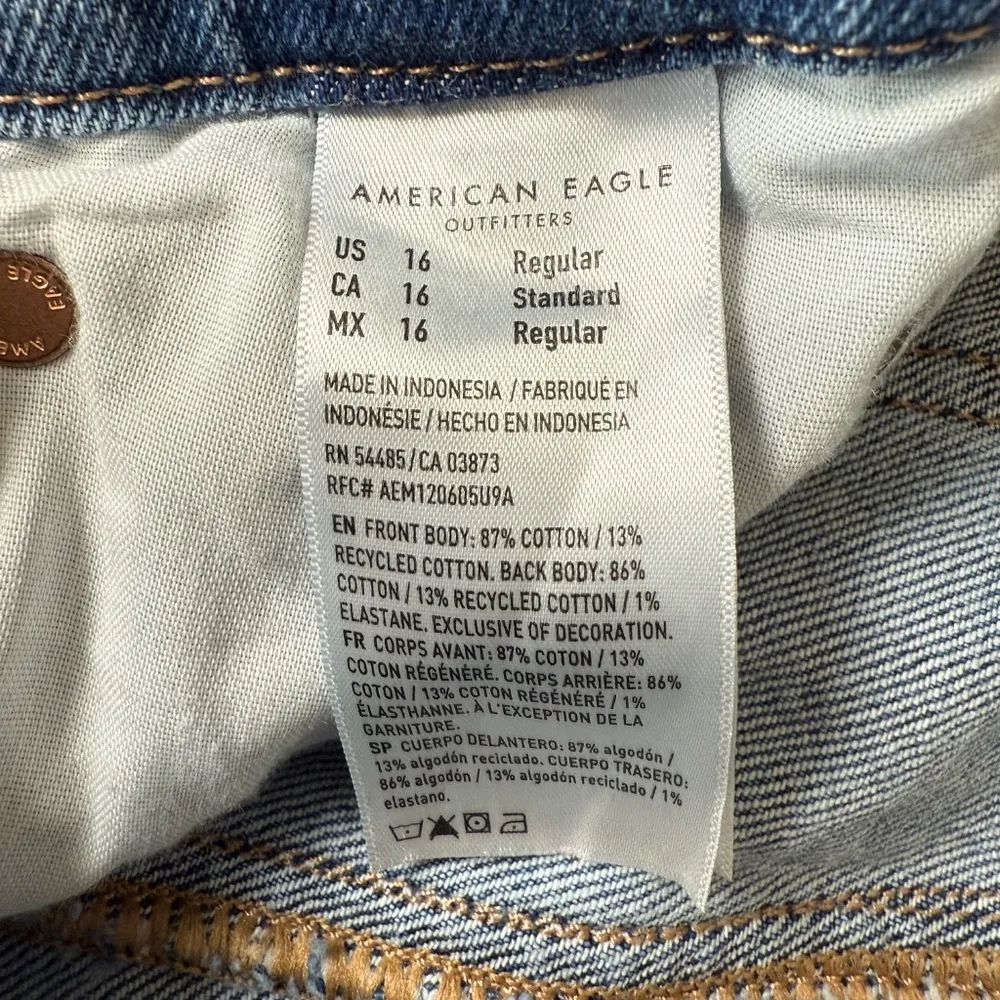 AMERICAN EAGLE
OUTFITTERS
US 16 Regular
CA 16 Standard
MX 16 Regular
MADE IN INDONESIA / FABRIQUÉ EN
INDONÉSIE / HECHO EN INDONESIA
RN 54485 / CA 03873
RFC# AEM120605U9A
EN FRONT BODY: 87% COTTON / 13%
RECYCLED COTTON. BACK BODY: 86%
COTTON / 13% RECYCLED COTTON / 1%
ELASTANE. EXCLUSIVE OF DECORATION.
FR CORPS AVANT: 87% COTON / 13%
COTON RÉGÉNÉRÉ. CORPS ARRIÈRE: 86%
COTON / 13% COTON RÉGÉNÉRÉ / 1%
ÉLASTHANNE. À L'EXCEPTION DE LA
GARNITURE.
SP CUERPO DELANTERO: 87% algodón /
13% algodón reciclado. CUERPO TRASERO:
86% algodón / 13% algodón reciclado / 1%
elastano.
EAGLE
AME